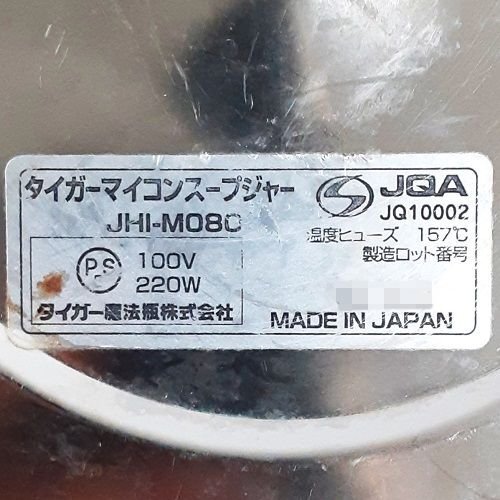 タイガーマイコンスープジャー
JHI-M080
PS
100V
220W
タイガー魔法瓶株式会社
JQA
JQ10002
温度ヒューズ 157℃
製造ロット番号
MADE IN JAPAN